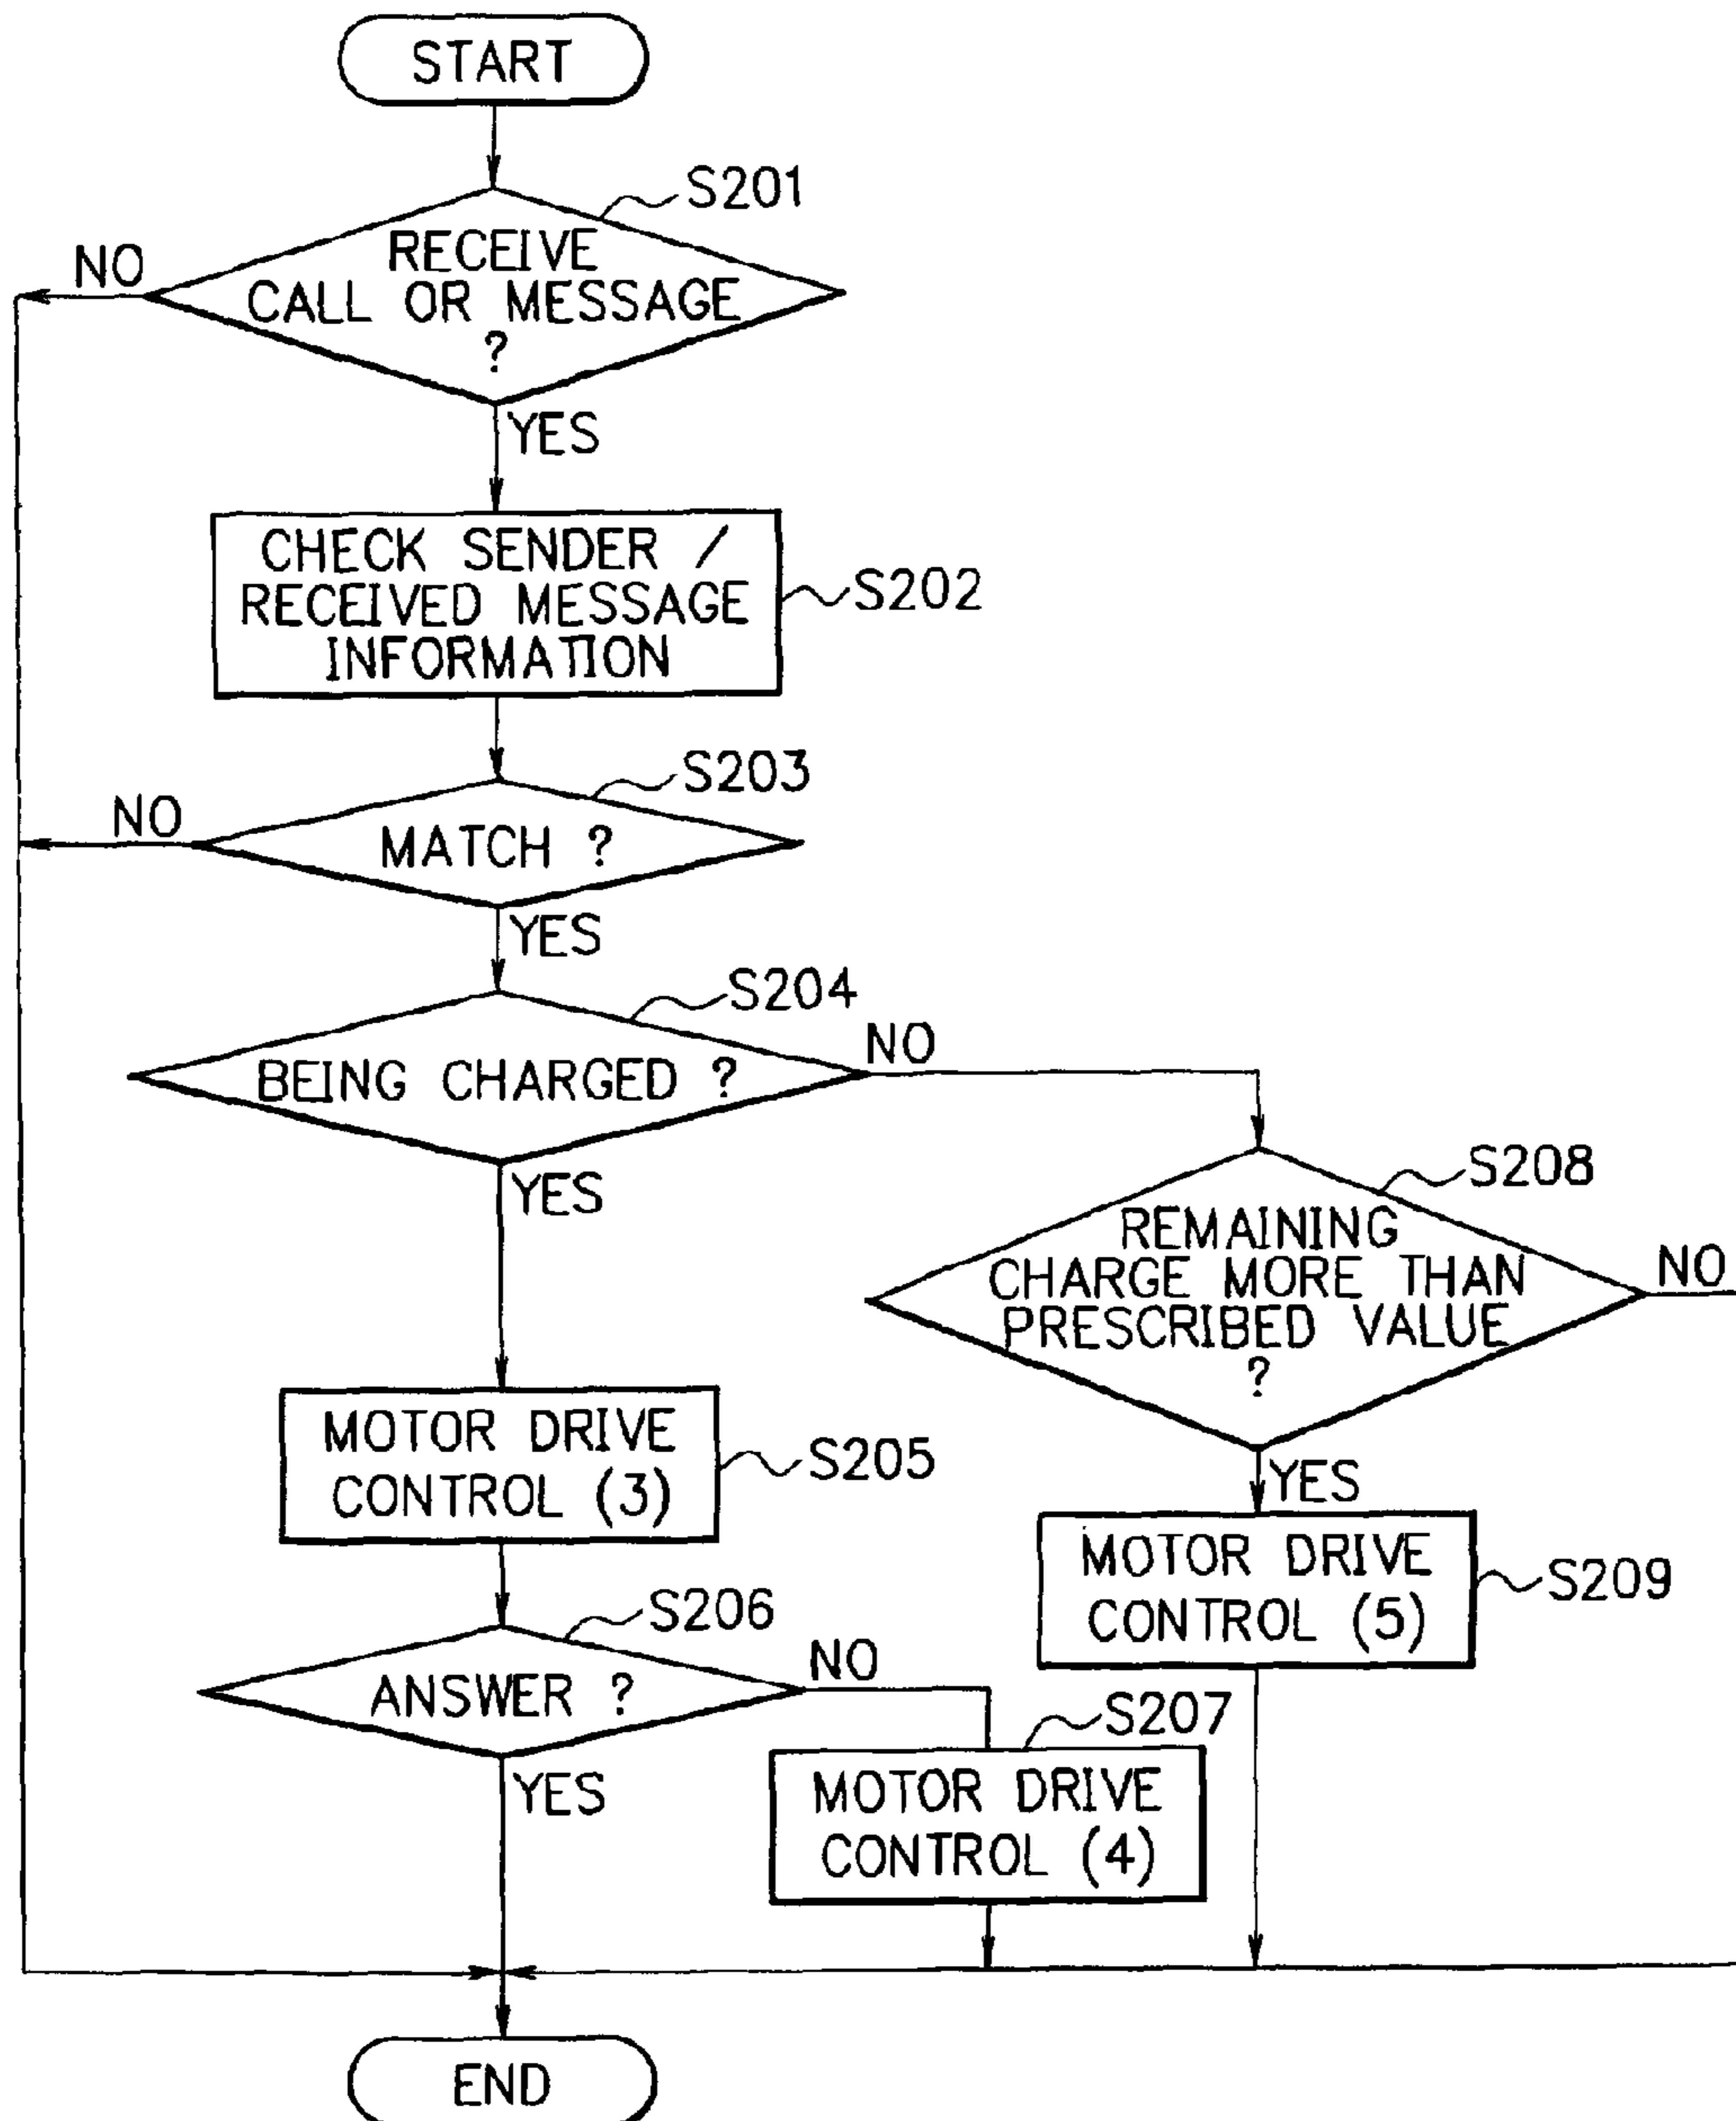 START
S201
NO
RECEIVE
CALL OR MESSAGE
?
YES
CHECK SENDER /
RECEIVED MESSAGE
INFORMATION
S202
S203
NO
MATCH ?
YES
S204
NO
BEING CHARGED ?
YES
S208
REMAINING
CHARGE MORE THAN
PRESCRIBED VALUE
?
NO
YES
MOTOR DRIVE
CONTROL (3)
S205
MOTOR DRIVE
CONTROL (5)
S209
S206
NO
ANSWER ?
YES
S207
MOTOR DRIVE
CONTROL (4)
END